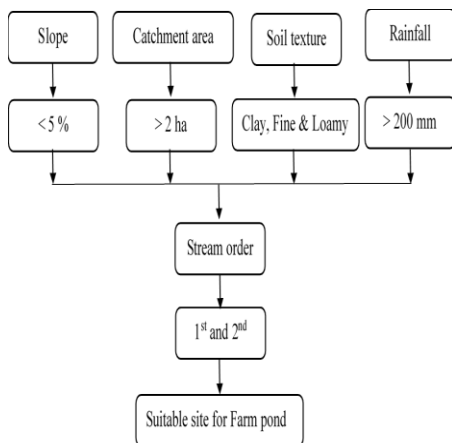 Slope
Catchment area
Soil texture
Rainfall
<5 %
>2 ha
Clay, Fine & Loamy
>200 mm
Stream order
1st and 2nd
Suitable site for Farm pond